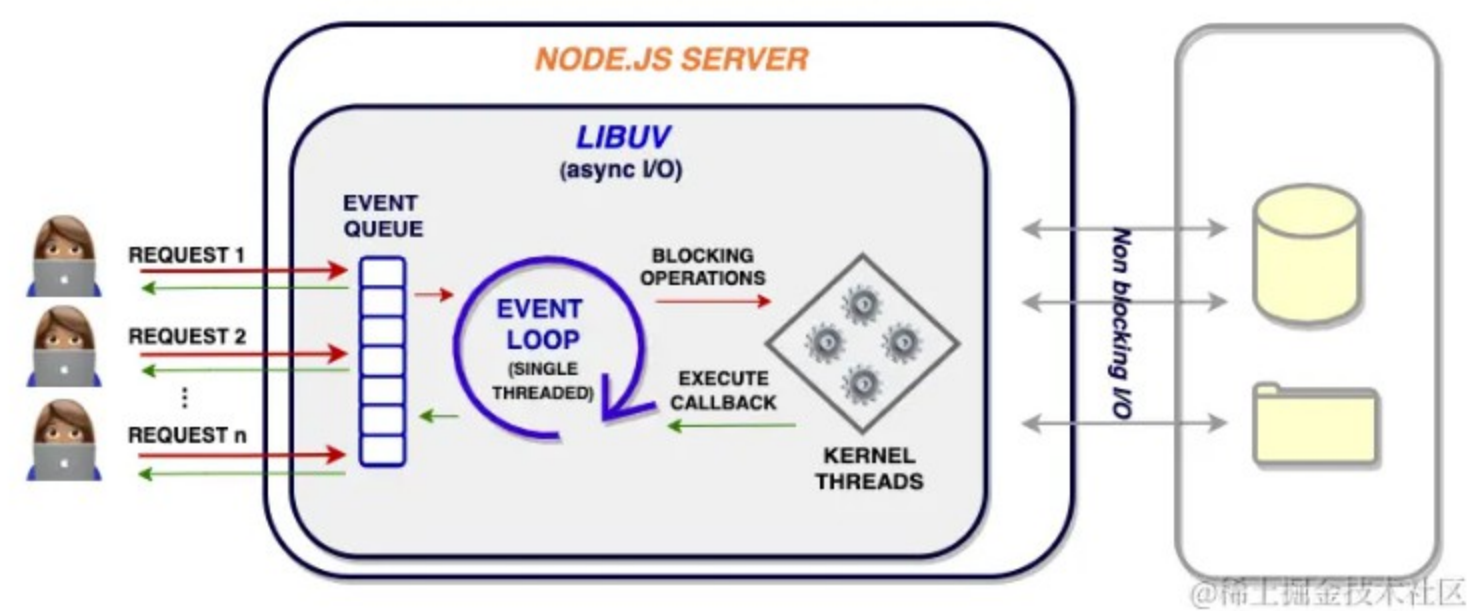 NODE.JS SERVER
LIBUV
(async I/O)
EVENT
QUEUE
REQUEST 1
REQUEST 2
REQUEST n
EVENT
LOOP
(SINGLE
THREADED)
BLOCKING
OPERATIONS
EXECUTE
CALLBACK
KERNEL
THREADS
Non blocking I/O
@稀土掘金技术社区